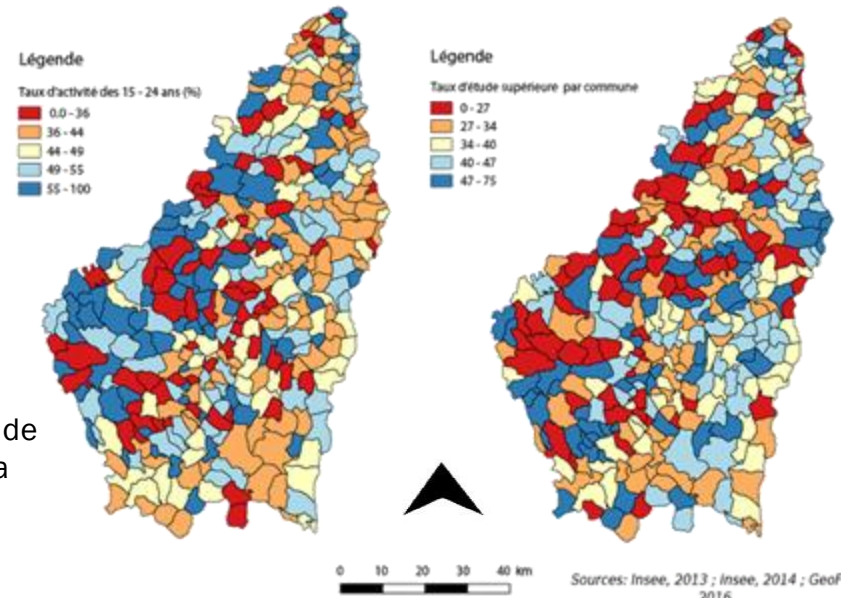 Légende
Taux d'activité des 15 - 24 ans (%)
0.0 - 36
36 - 44
44 - 49
49 - 55
55 - 100
Légende
Taux d'étude supérieure par commune
0 - 27
27 - 34
34 - 40
40 - 47
47 - 75
de
a
0 10 20 30 40 km
Sources: Insee, 2013 ; Insee, 2014 ; GeoF
2016